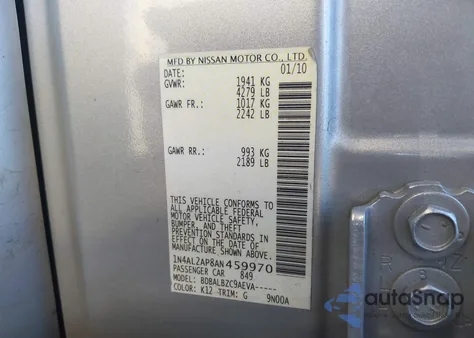 MFD BY NISSAN MOTOR CO., LTD.
DATE: 01/10
GVWR: 1941 KG
4279 LB
GAWR FR.: 1017 KG
2242 LB
GAWR RR.: 993 KG
2189 LB
THIS VEHICLE CONFORMS TO
ALL APPLICABLE FEDERAL
MOTOR VEHICLE SAFETY,
BUMPER, AND THEFT
PREVENTION STANDARDS IN
EFFECT ON THE DATE OF
MANUFACTURE SHOWN ABOVE.
1N4AL2AP8AN459970
PASSENGER CAR 849
MODEL: BDBALBZC9AEVA-----
COLOR: K12 TRIM: G 9N00A
autoSnap